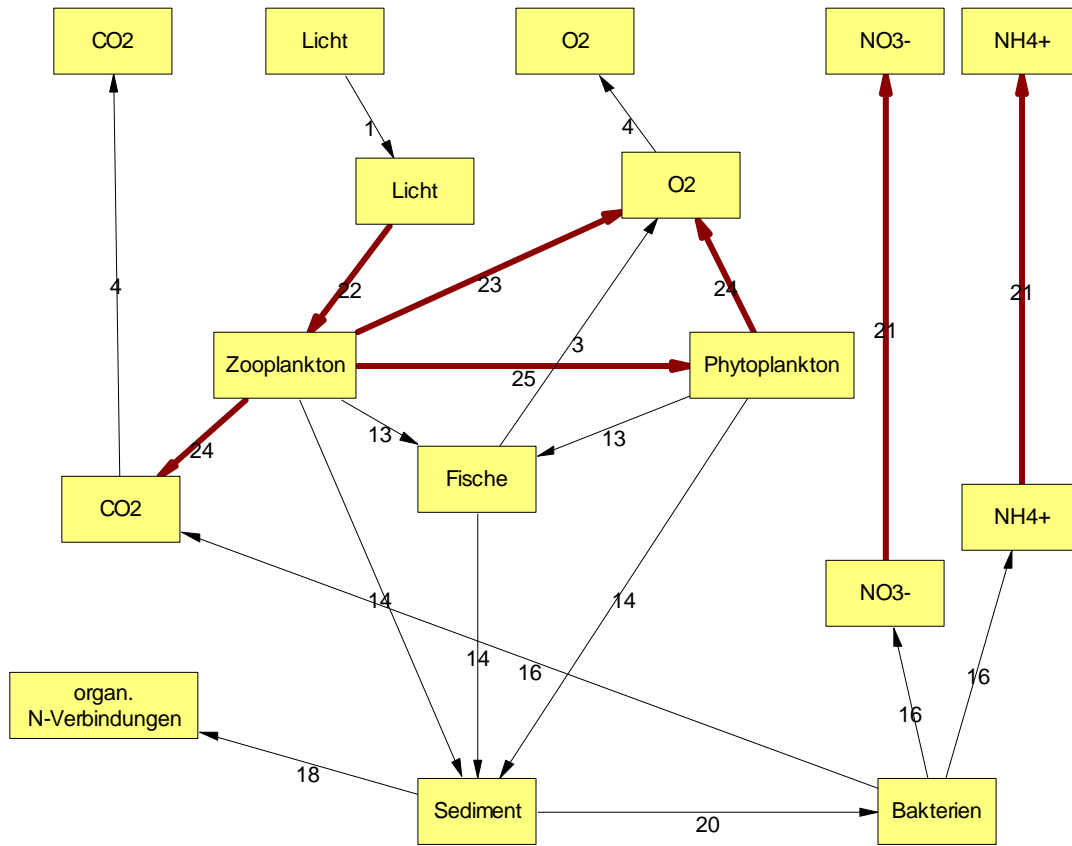 CO2
Licht
O2
NO3-
NH4+
1
4
Licht
O2
4
22
23
24
21
21
3
Zooplankton
25
Phytoplankton
24
13
13
CO2
Fische
NH4+
NO3-
14
14
14
16
16
16
organ.
N-Verbindungen
18
Sediment
20
Bakterien